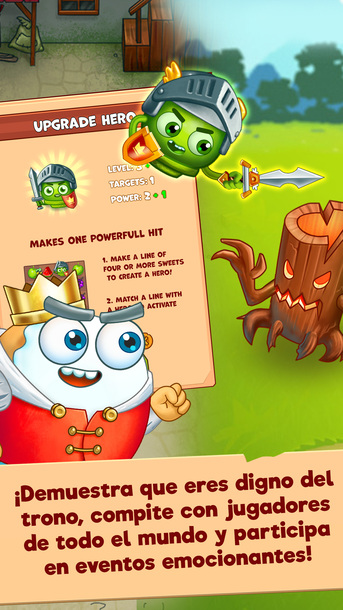 UPGRADE HERO
LEVEL:
TARGETS: 1
POWER: 2 + 1
MAKES ONE POWERFULL HIT
1. MAKE A LINE OF
FOUR OR MORE SWEETS
TO CREATE A HERO!
2. MATCH A LINE WITH
A ACTIVATE
¡Demuestra que eres digno del
trono, compite con jugadores
de todo el mundo y participa
en eventos emocionantes!